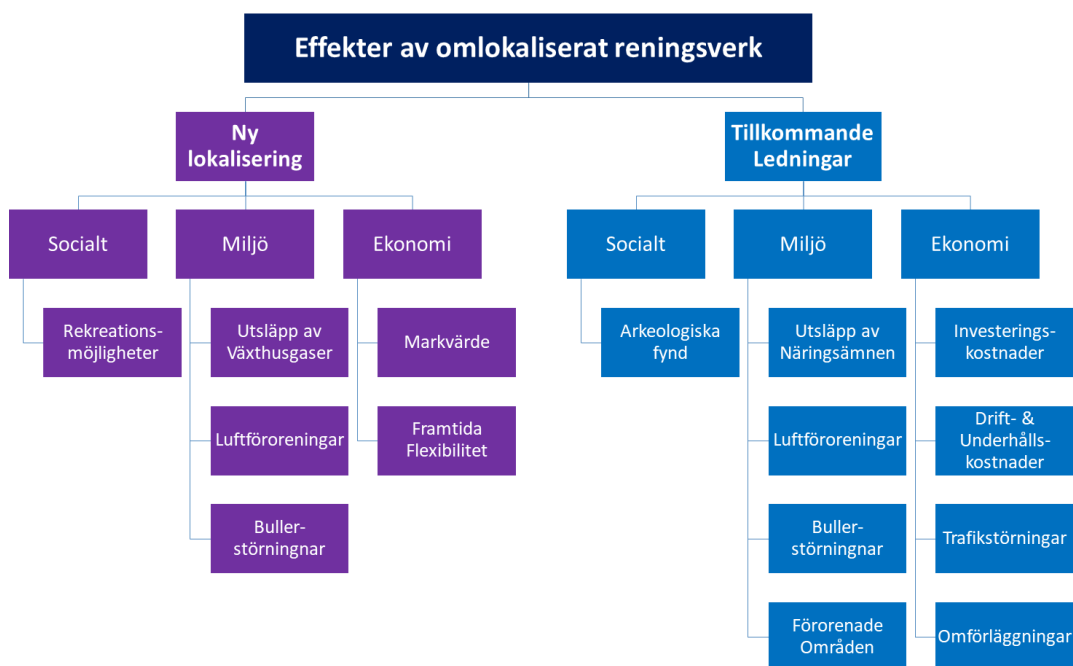 Effekter av omlokaliserat reningsverk
Ny
lokalisering
Tillkommande
Ledningar
Socialt
Miljö
Ekonomi
Socialt
Miljö
Ekonomi
Rekreations-
möjligheter
Utsläpp av
Växthusgaser
Markvärde
Arkeologiska
fynd
Utsläpp av
Näringsämnen
Investerings-
kostnader
Luftföroreningar
Framtida
Flexibilitet
Luftföroreningar
Drift- &
Underhålls-
kostnader
Buller-
störningnar
Buller-
störningnar
Trafikstörningar
Förorenade
Områden
Omförläggningar